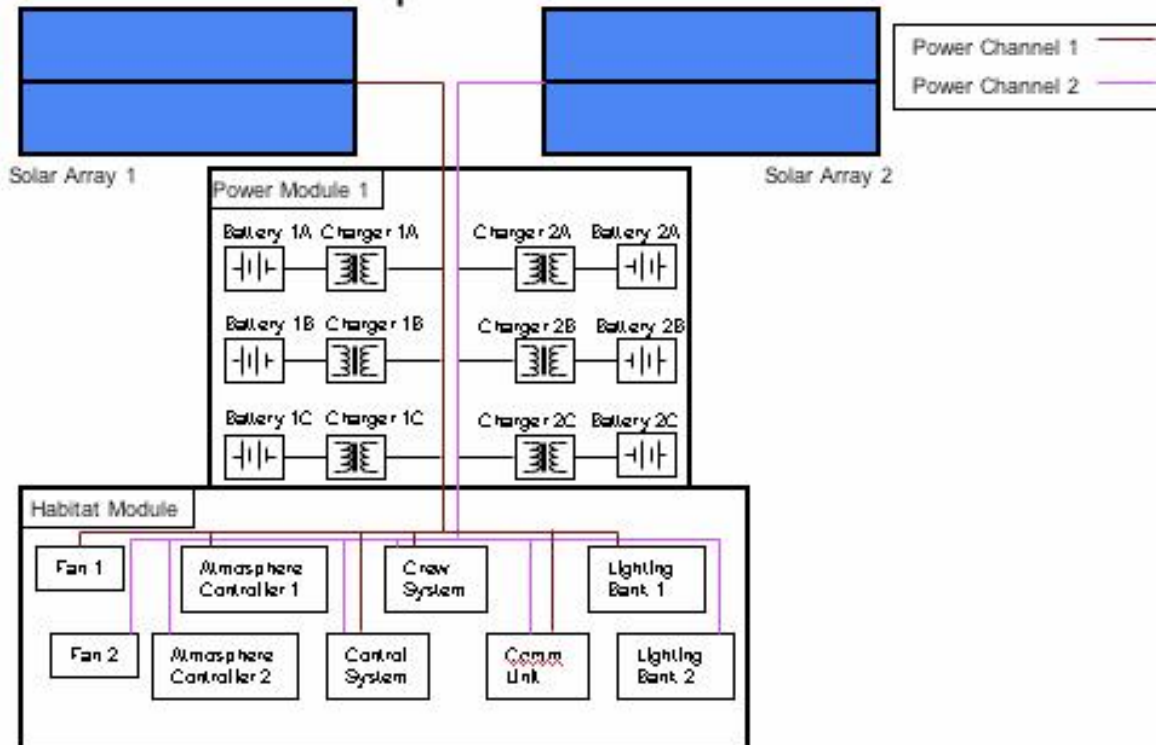 Power Channel 1
Power Channel 2
Solar Array 1
Solar Array 2
Power Module 1
Battery 1A Charger 1A Charger 2A Battery 2A
Battery 1B Charger 1B Charger 2B Battery 2B
Battery 1C Charger 1C Charger 2C Battery 2C
Habitat Module
Fan 1
Atmosphere
Controller 1
Crew
System
Lighting
Bank 1
Fan 2
Atmosphere
Controller 2
Control
System
Comm
Link
Lighting
Bank 2